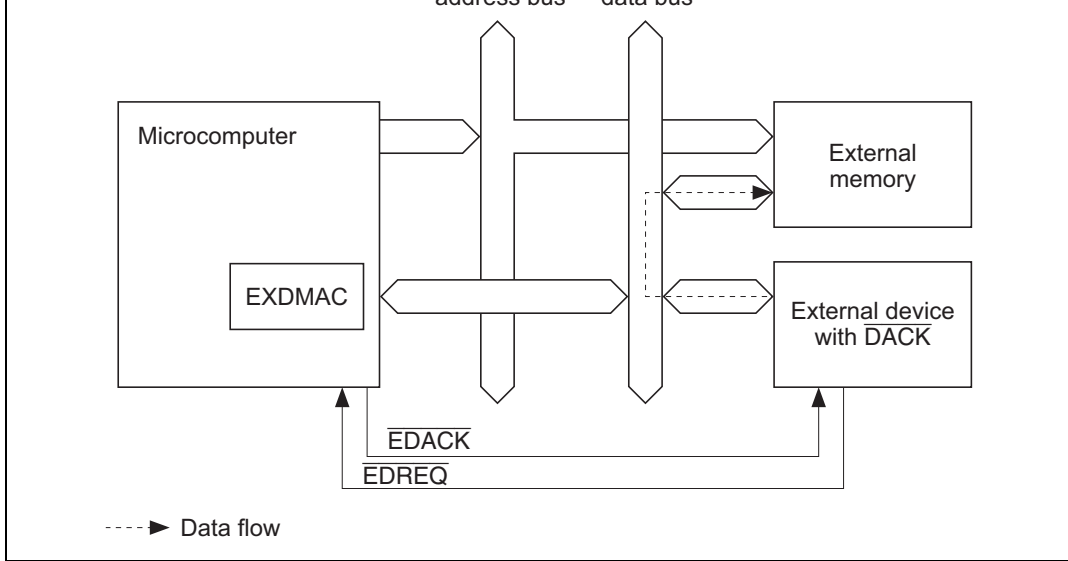 address bus data bus
Microcomputer
External
memory
EXDMAC
External device
with DACK
EDACK
EDREQ
Data flow